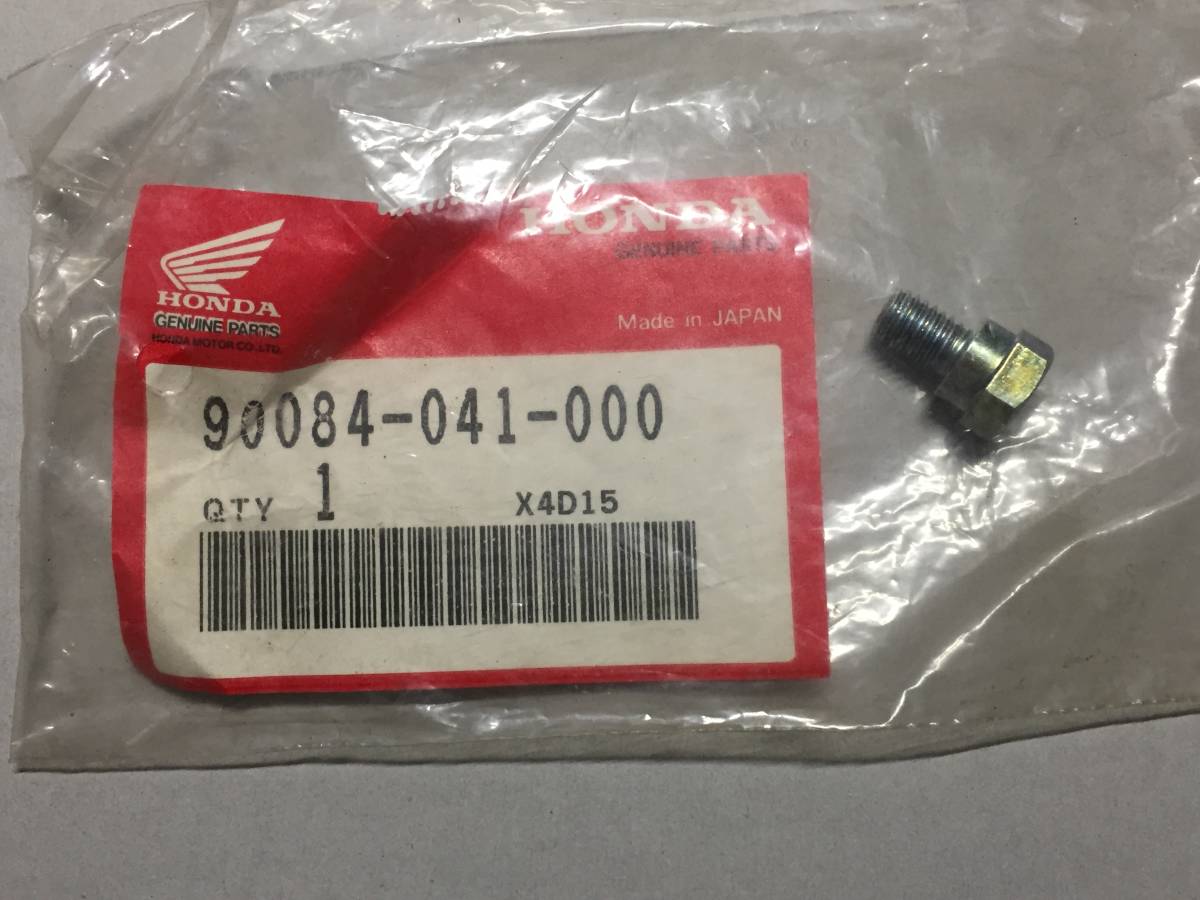 HONDA
GENUINE PARTS
HONDA MOTOR CO.,LTD.
HONDA
GENUINE PARTS
Made in JAPAN
90084-041-000
QTY 1 X4D15